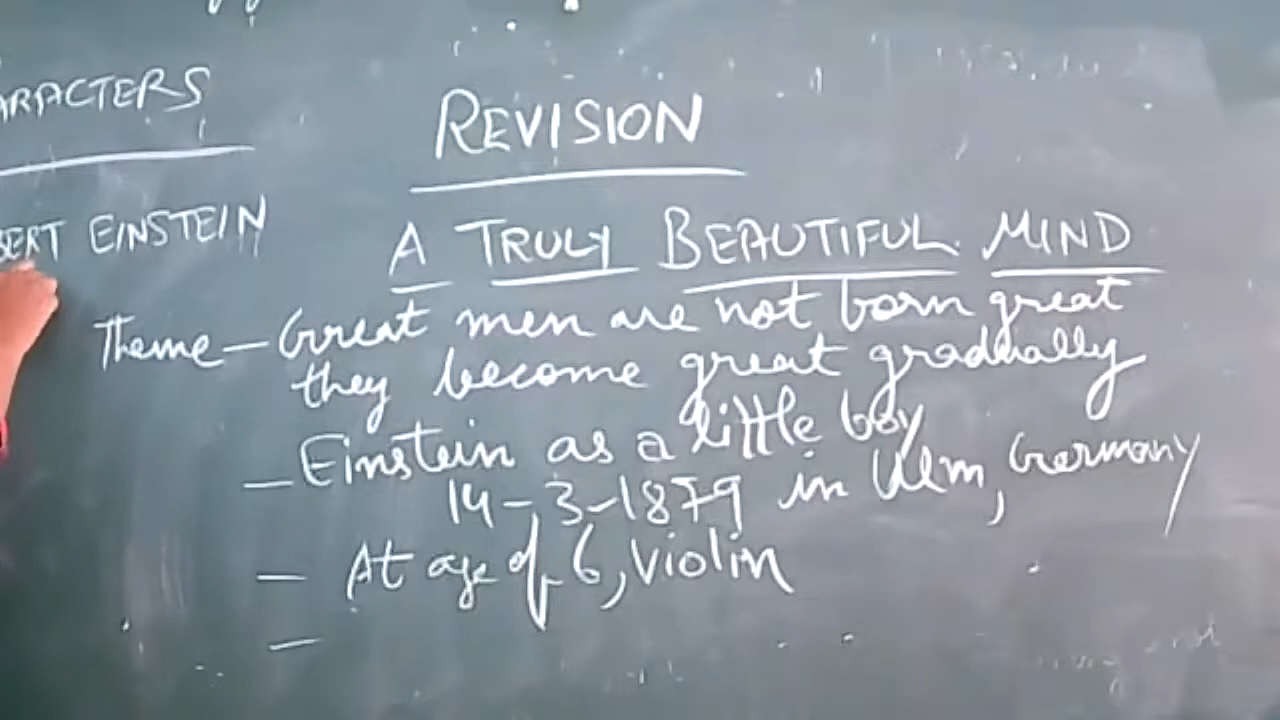 ARACTERS
BERT EINSTEIN
REVISION
A TRULY BEAUTIFUL MIND
Theme - Great men are not born great
they become great gradually
- Einstein as a little boy
14-3-1879 in Ulm, Germany
- At age of 6, Violin
-